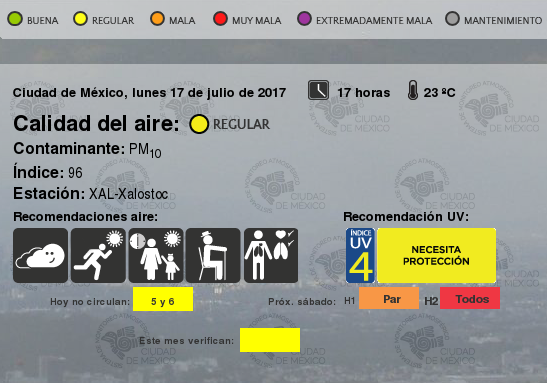 BUENA REGULAR MALA MUY MALA EXTREMADAMENTE MALA MANTENIMIENTO
Ciudad de México, lunes 17 de julio de 2017 17 horas 23 ºC
Calidad del aire: REGULAR
Contaminante: PM10
Índice: 96
Estación: XAL-Xalostoc
Recomendaciones aire: Recomendación UV:
ÍNDICE
UV
4
NECESITA
PROTECCIÓN
Hoy no circulan: 5 y 6 Próx. sábado: H1 Par H2 Todos
Este mes verifican:
CIUDAD
DE MÉXICO